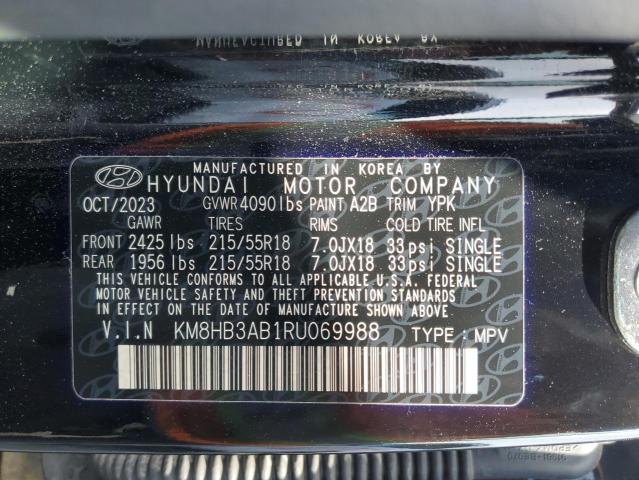 MANUFACTURED IN KOREA BY
HYUNDAI MOTOR COMPANY
OCT/2023 GVWR 4090lbs PAINT A2B TRIM YPK
GAWR TIRES RIMS COLD TIRE INFL
FRONT 2425 lbs 215/55R18 7.0JX18 33psi SINGLE
REAR 1956 lbs 215/55R18 7.0JX18 33psi SINGLE
THIS VEHICLE CONFORMS TO ALL APPLICABLE U.S.A. FEDERAL
MOTOR VEHICLE SAFETY AND THEFT PREVENTION STANDARDS
IN EFFECT ON THE DATE OF MANUFACTURE SHOWN ABOVE.
V.I.N KM8HB3AB1RU069988 TYPE : MPV